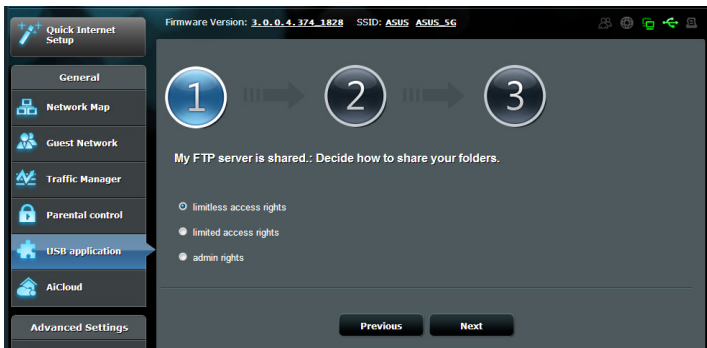 Quick Internet
Setup
Firmware Version: 3.0.0.4.374_1828 SSID: ASUS ASUS_5G
General
Network Map
Guest Network
Traffic Manager
Parental control
USB application
AiCloud
Advanced Settings
1
2
3
My FTP server is shared.: Decide how to share your folders.
limitless access rights
limited access rights
admin rights
Previous
Next